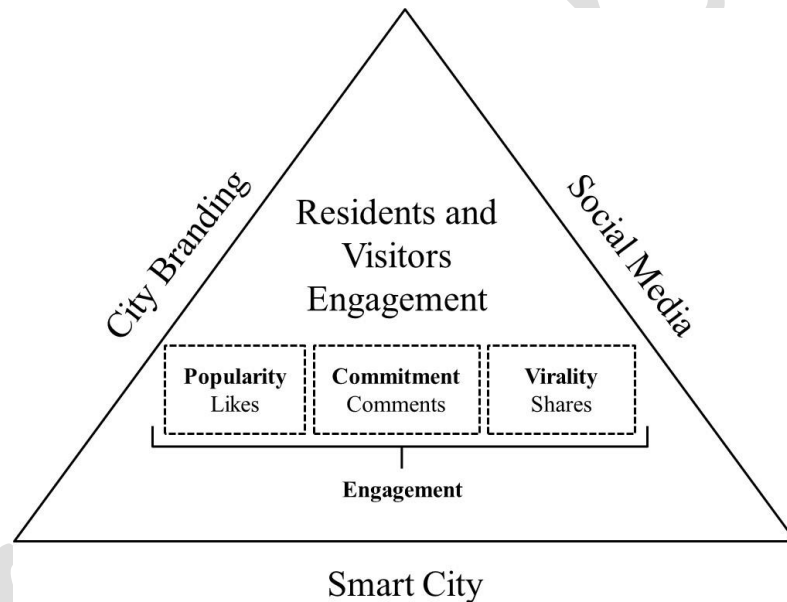 City Branding
Social Media
Residents and
Visitors
Engagement
Popularity
Likes
Commitment
Comments
Virality
Shares
Engagement
Smart City